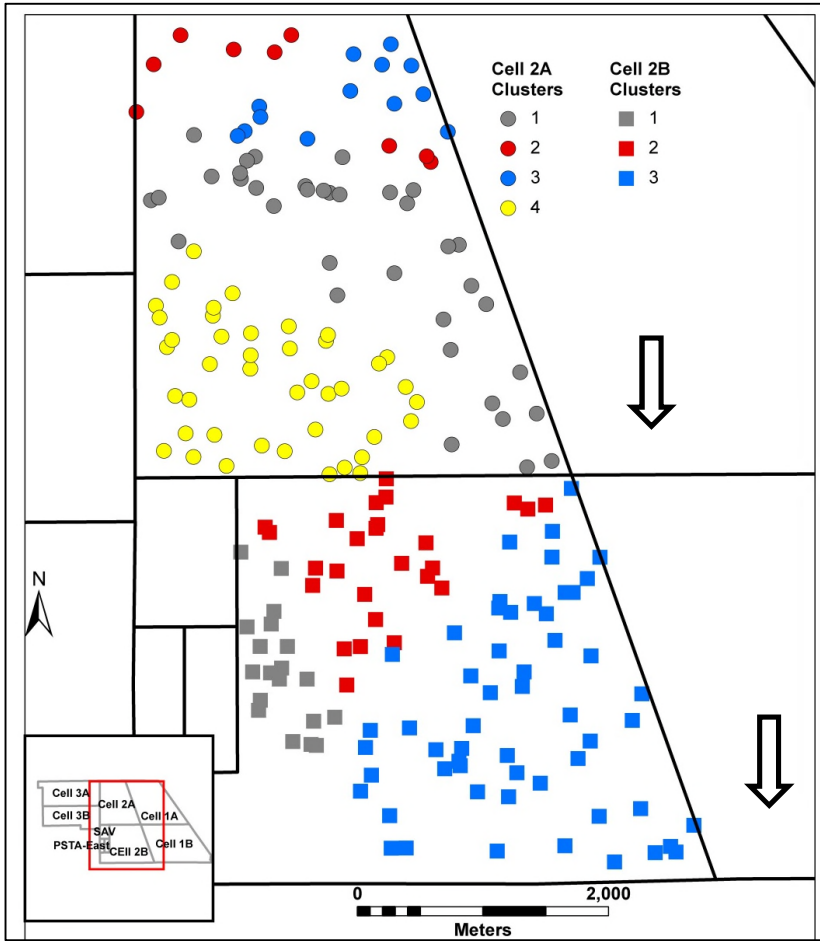 Cell 2A
Clusters
1
2
3
4
Cell 2B
Clusters
1
2
3
N
Cell 3A
Cell 2A
Cell 3B
Cell 1A
SAV
PSTA-East
CEll 2B
Cell 1B
0
2,000
Meters